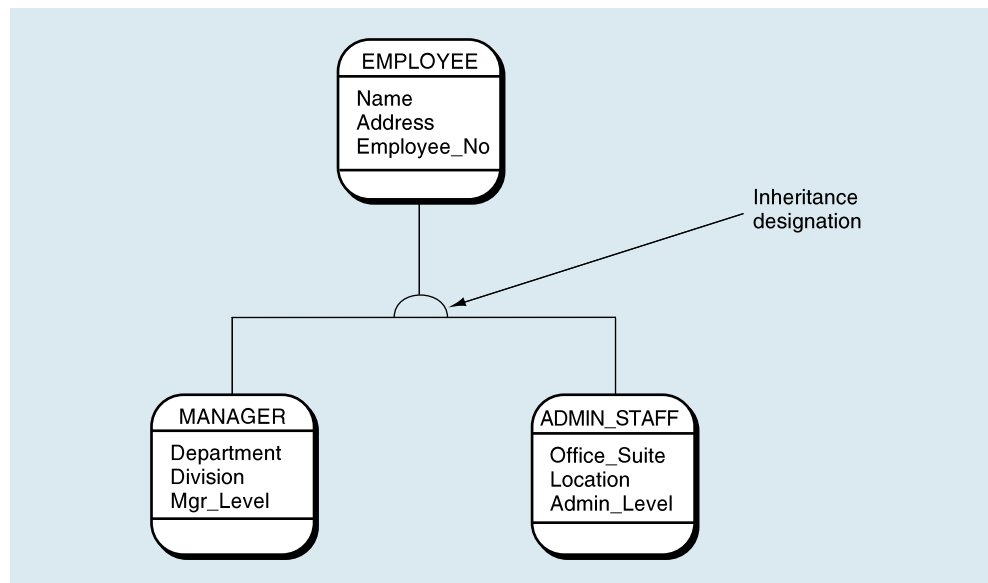 EMPLOYEE
Name
Address
Employee_No
Inheritance
designation
MANAGER
Department
Division
Mgr_Level
ADMIN_STAFF
Office_Suite
Location
Admin_Level